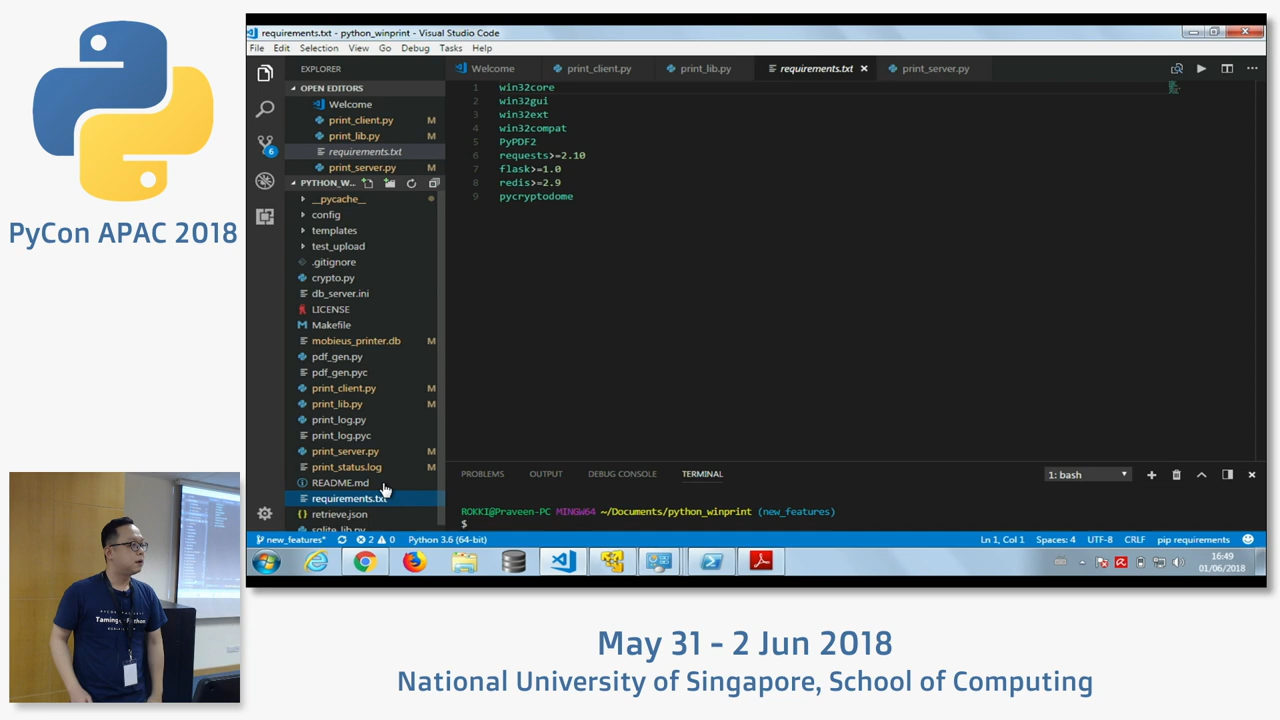 PyCon APAC 2018
requirements.txt - python_winprint - Visual Studio Code
File Edit Selection View Go Debug Tasks Help
EXPLORER
Welcome print_client.py print_lib.py requirements.txt print_server.py
OPEN EDITORS
Welcome
print_client.py M
print_lib.py M
requirements.txt
print_server.py M
6
PYTHON_W...
__pycache__
config
templates
test_upload
.gitignore
crypto.py
db_server.ini
LICENSE
Makefile
mobieus_printer.db M
pdf_gen.py
pdf_gen.pyc
print_client.py M
print_lib.py M
print_log.py
print_log.pyc
print_server.py M
print_status.log M
README.md
requirements.txt
retrieve.json
sqlite_lib.py
1 win32core
2 win32gui
3 win32ext
4 win32compat
5 PyPDF2
6 requests>=2.10
7 flask>=1.0
8 redis>=2.9
9 pycryptodome
PROBLEMS OUTPUT DEBUG CONSOLE TERMINAL 1: bash
ROKKI@Praveen-PC MINGW64 ~/Documents/python_winprint (new_features)
$
new_features* 2 0 Python 3.6 (64-bit) Ln 1, Col 1 Spaces: 4 UTF-8 CRLF pip requirements
16:49
01/06/2018
May 31 - 2 Jun 2018
National University of Singapore, School of Computing